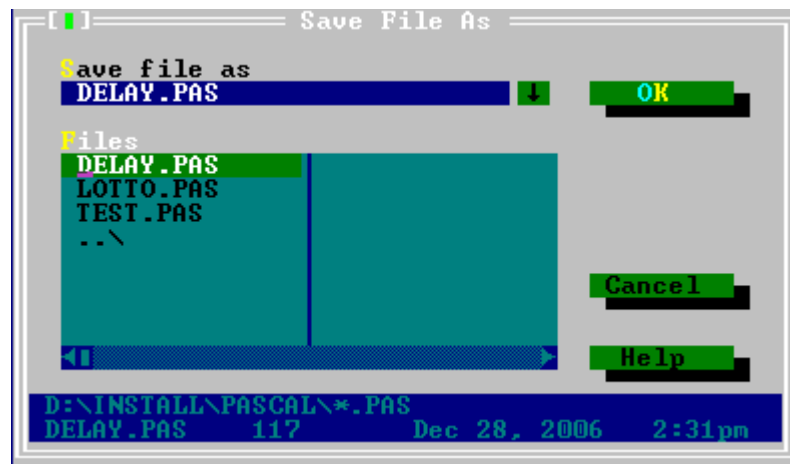 [ ] Save File As
Save file as
DELAY.PAS ↓ OK
Files
DELAY.PAS
LOTTO.PAS
TEST.PAS
..\
Cancel
Help
D:\INSTALL\PASCAL\*.PAS
DELAY.PAS 117 Dec 28, 2006 2:31pm